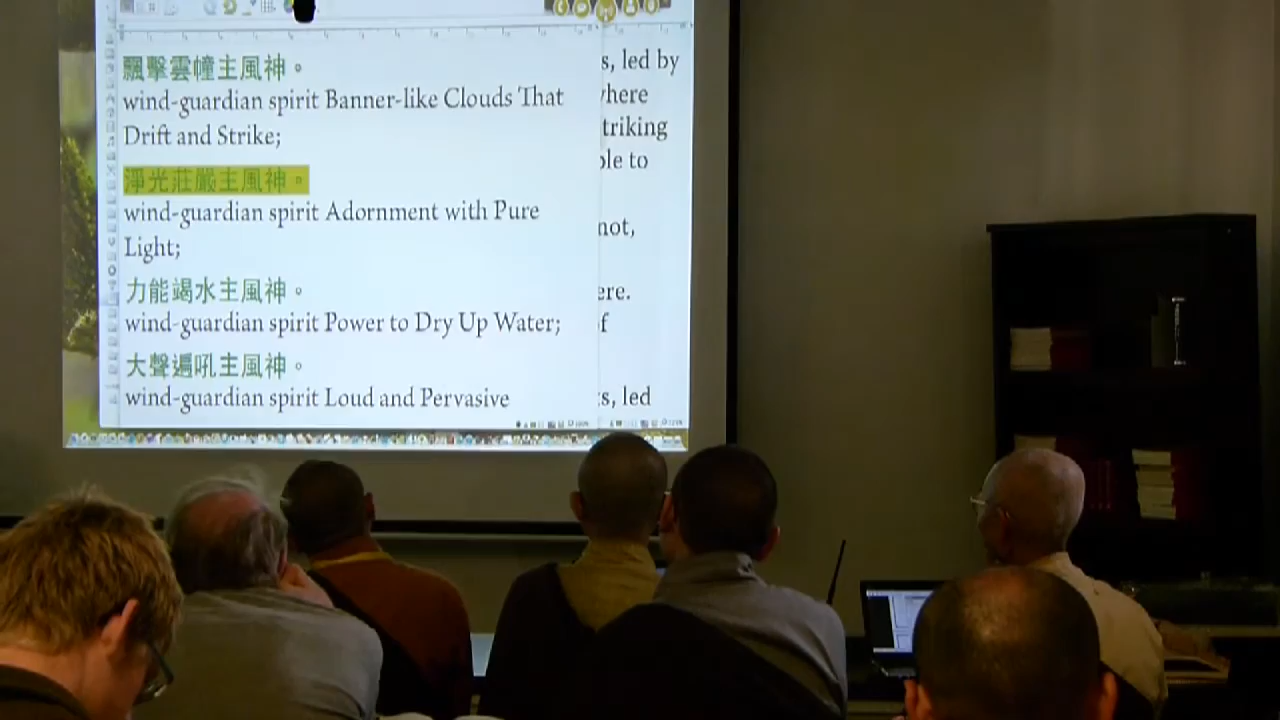 飄擊雲幢主風神。
wind-guardian spirit Banner-like Clouds That
Drift and Strike;
淨光莊嚴主風神。
wind-guardian spirit Adornment with Pure
Light;
力能竭水主風神。
wind-guardian spirit Power to Dry Up Water;
大聲遍吼主風神。
wind-guardian spirit Loud and Pervasive
s, led by
here
triking
ble to
not,
ere.
f
s, led